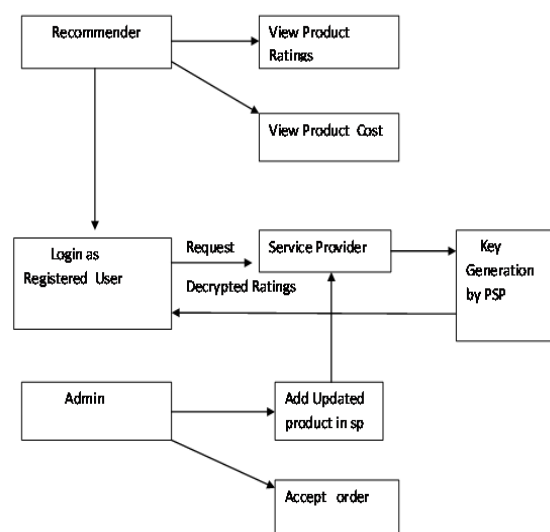 Recommender
View Product
Ratings
View Product Cost
Login as
Registered User
Request
Decrypted Ratings
Service Provider
Key
Generation
by PSP
Admin
Add Updated
product in sp
Accept order